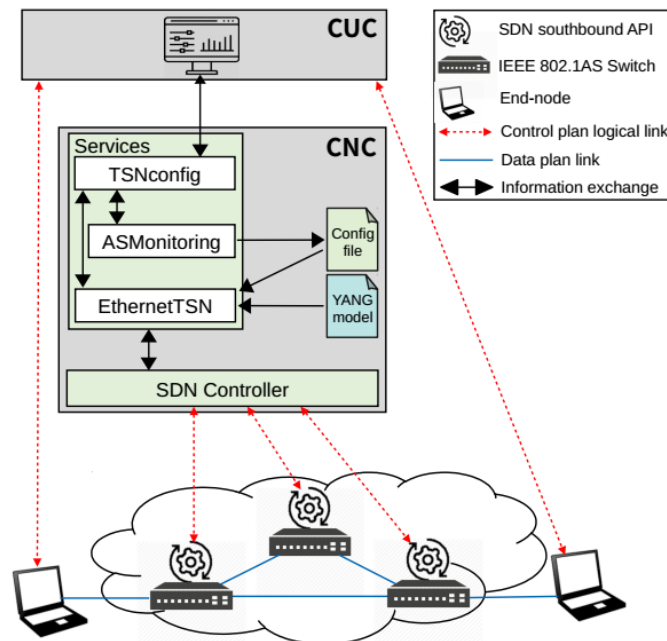 CUC
SDN southbound API
IEEE 802.1AS Switch
End-node
Control plan logical link
Data plan link
Information exchange
CNC
Services
TSNconfig
ASMonitoring
Config
file
EthernetTSN
YANG
model
SDN Controller